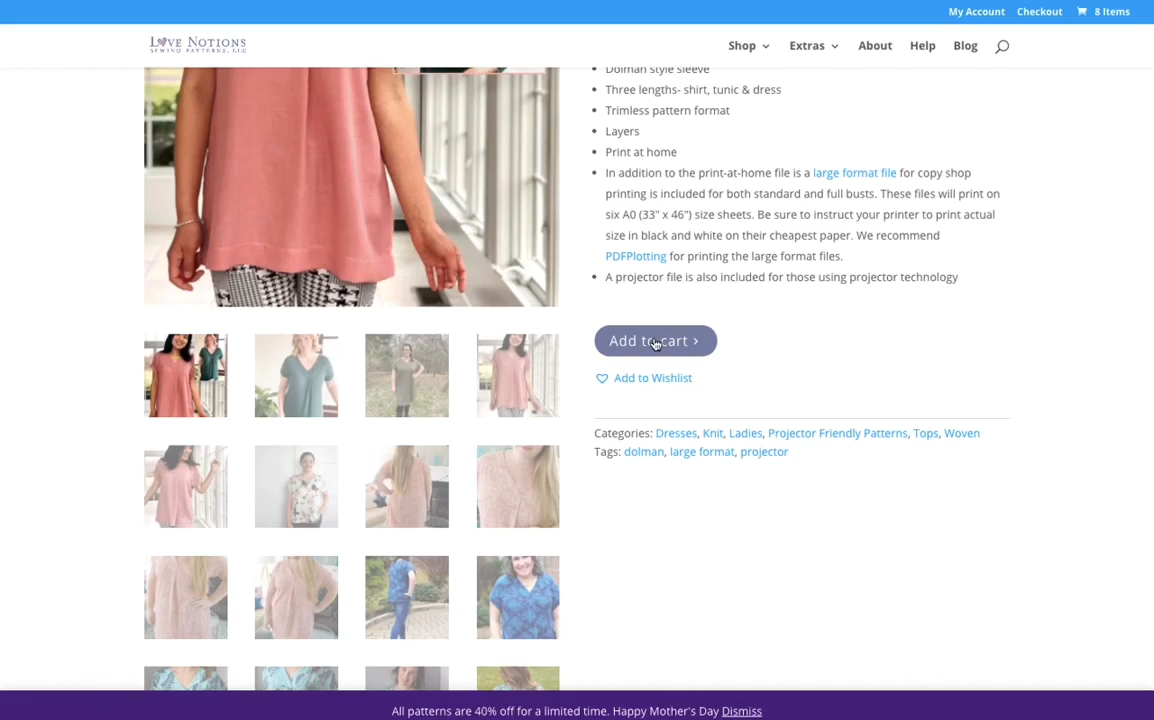 My Account Checkout 8 Items
LOVE NOTIONS
SEWING PATTERNS, LLC
Shop Extras About Help Blog
Dolman style sleeve
Three lengths- shirt, tunic & dress
Trimless pattern format
Layers
Print at home
In addition to the print-at-home file is a large format file for copy shop
printing is included for both standard and full busts. These files will print on
six A0 (33" x 46") size sheets. Be sure to instruct your printer to print actual
size in black and white on their cheapest paper. We recommend
PDFPlotting for printing the large format files.
A projector file is also included for those using projector technology
Add to cart ›
Add to Wishlist
Categories: Dresses, Knit, Ladies, Projector Friendly Patterns, Tops, Woven
Tags: dolman, large format, projector
All patterns are 40% off for a limited time. Happy Mother's Day Dismiss